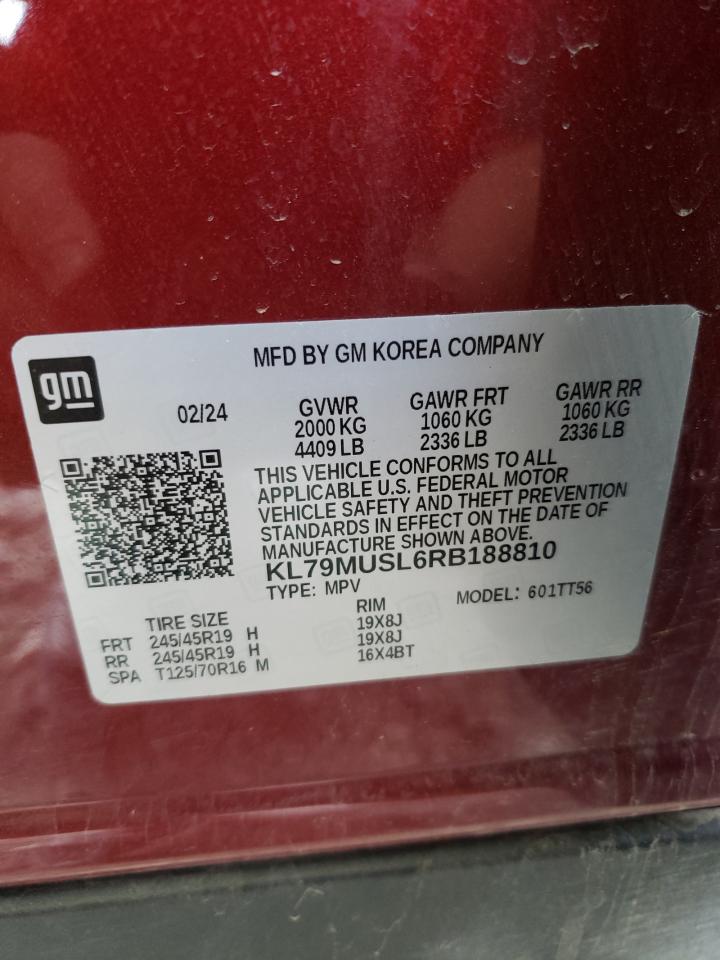 MFD BY GM KOREA COMPANY
gm
02/24
GVWR GAWR FRT GAWR RR
2000 KG 1060 KG 1060 KG
4409 LB 2336 LB 2336 LB
THIS VEHICLE CONFORMS TO ALL
APPLICABLE U.S. FEDERAL MOTOR
VEHICLE SAFETY AND THEFT PREVENTION
STANDARDS IN EFFECT ON THE DATE OF
MANUFACTURE SHOWN ABOVE.
KL79MUSL6RB188810
TYPE: MPV MODEL: 601TT56
TIRE SIZE RIM
FRT 245/45R19 H 19X8J
RR 245/45R19 H 19X8J
SPA T125/70R16 M 16X4BT